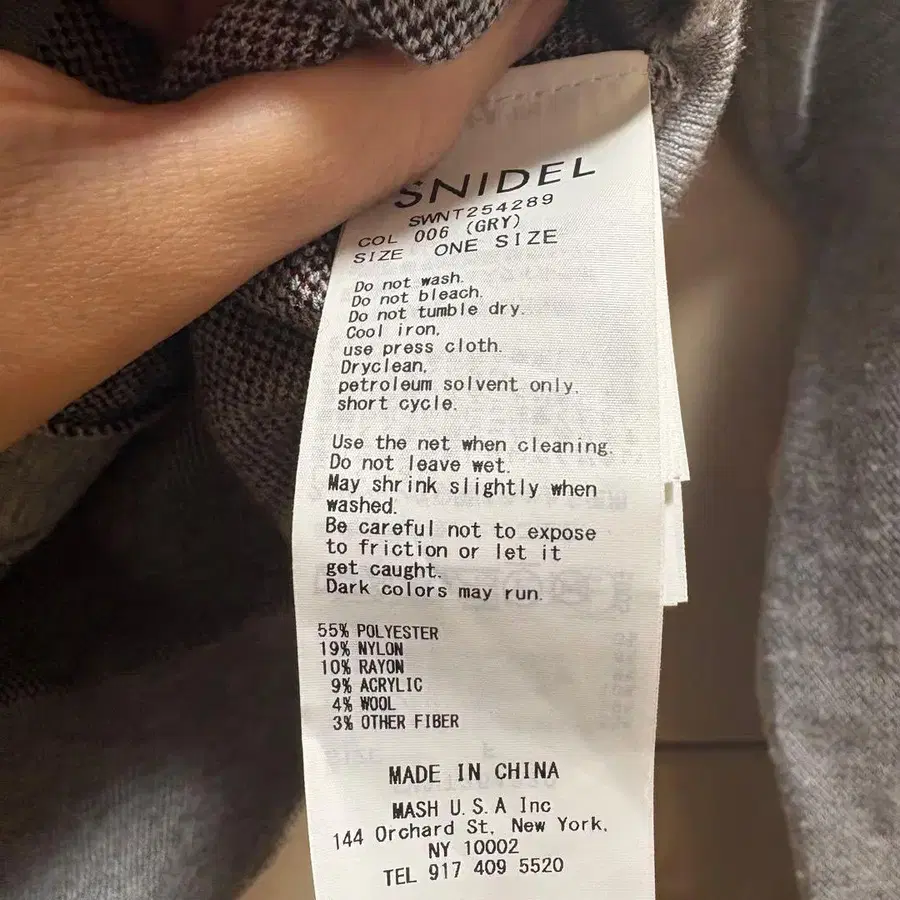 SNIDEL
SWNT254289
COL 006 (GRY)
SIZE ONE SIZE
Do not wash.
Do not bleach.
Do not tumble dry.
Cool iron,
use press cloth.
Dryclean,
petroleum solvent only.
short cycle.
Use the net when cleaning.
Do not leave wet.
May shrink slightly when
washed.
Be careful not to expose
to friction or let it
get caught.
Dark colors may run.
55% POLYESTER
19% NYLON
10% RAYON
9% ACRYLIC
4% WOOL
3% OTHER FIBER
MADE IN CHINA
MASH U.S.A Inc
144 Orchard St, New York,
NY 10002
TEL 917 409 5520